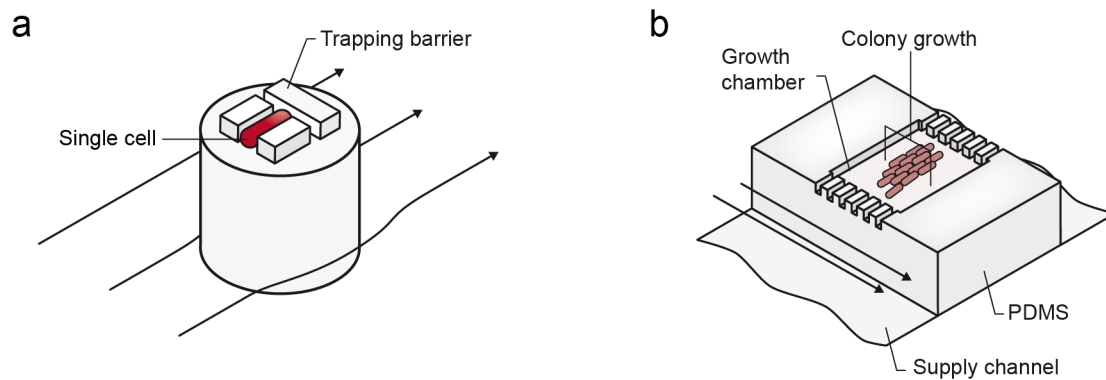 a
Trapping barrier
Single cell
b
Colony growth
Growth
chamber
PDMS
Supply channel